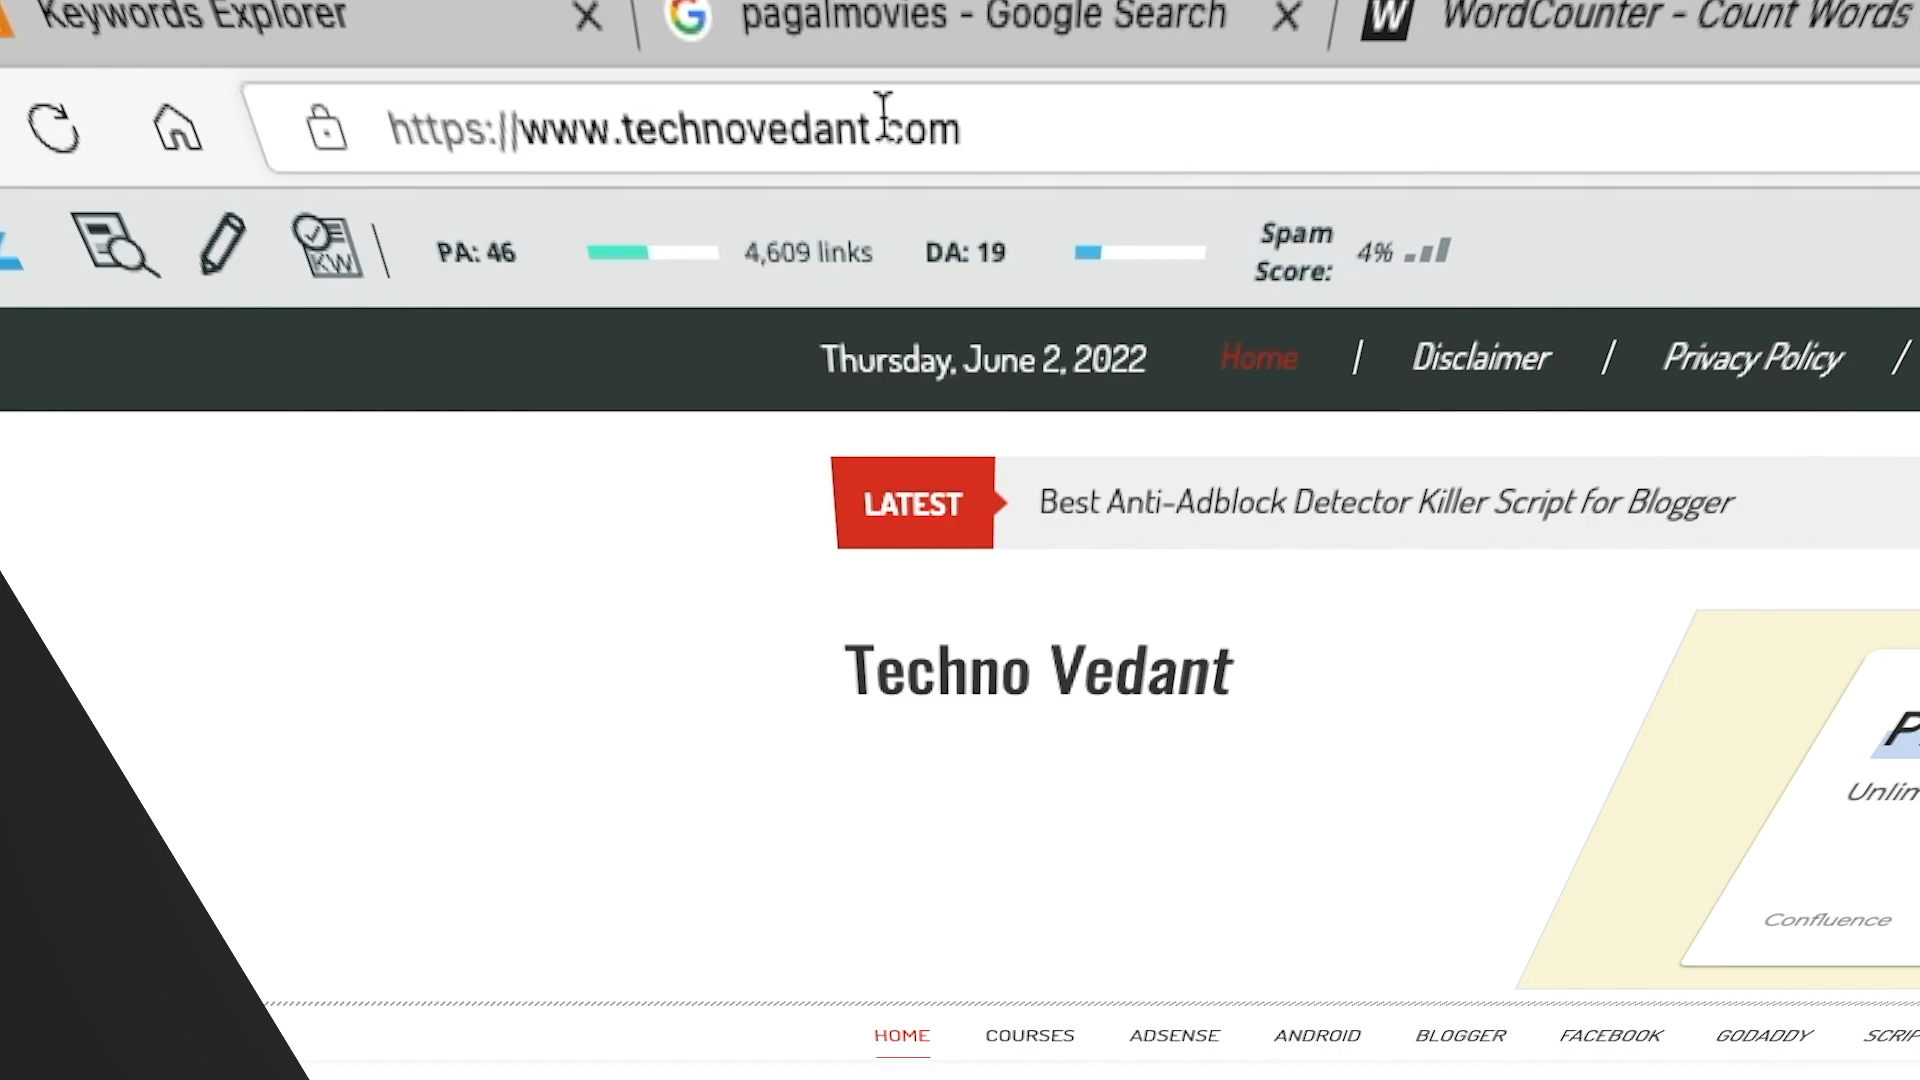 Keywords Explorer
pagalmovies - Google Search
WordCounter - Count Words
https://www.technovedant.com
KW
PA: 46
4,609 links
DA: 19
Spam Score:
4%
Thursday, June 2, 2022
Home / Disclaimer / Privacy Policy /
LATEST
Best Anti-Adblock Detector Killer Script for Blogger
Techno Vedant
Confluence
HOME COURSES ADSENSE ANDROID BLOGGER FACEBOOK GODADDY